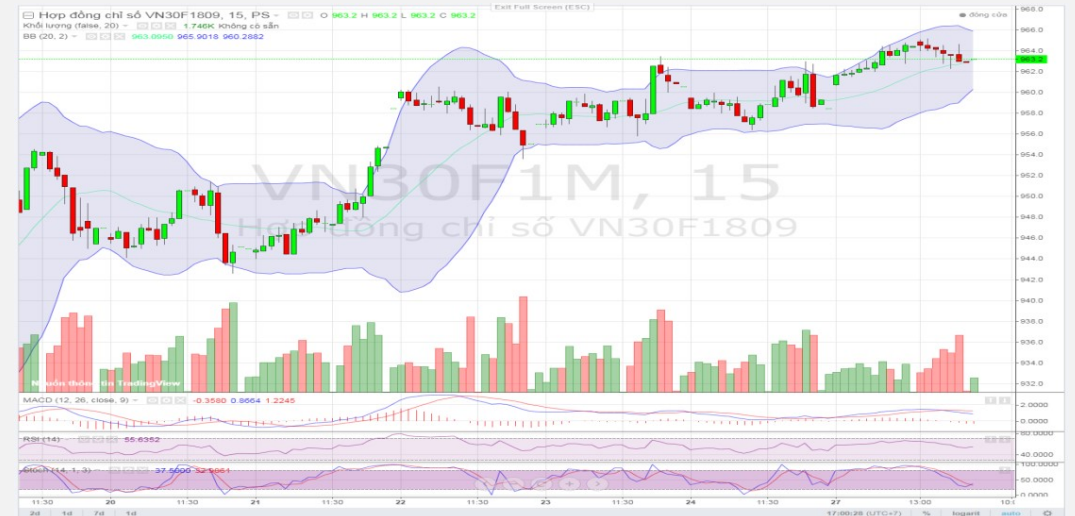 Exit Full Screen (ESC)
Hợp đồng chỉ số VN30F1809, 15, PS O 963.2 H 963.2 L 963.2 C 963.2
đóng cửa
Khối lượng (false, 20) 1.746K Không có sẵn
BB (20, 2) 963.0950 965.9018 960.2882
968.0
966.0
964.0
963.2
962.0
960.0
958.0
956.0
954.0
952.0
950.0
948.0
946.0
944.0
942.0
940.0
938.0
936.0
934.0
932.0
VN30F1M, 15
Hợp đồng chỉ số VN30F1809
Nguồn thông tin TradingView
MACD (12, 26, close, 9) -0.3580 0.8664 1.2245
2.0000
0.0000
RSI (14) 55.6352
80.0000
40.0000
Stoch (14, 1, 3) 37.5000
100.0000
50.0000
0.0000
11:30 20 11:30 21 11:30 22 11:30 23 11:30 24 11:30 27 13:00
2d 1d 7d 1d 17:00:28 (UTC+7) % logarit auto